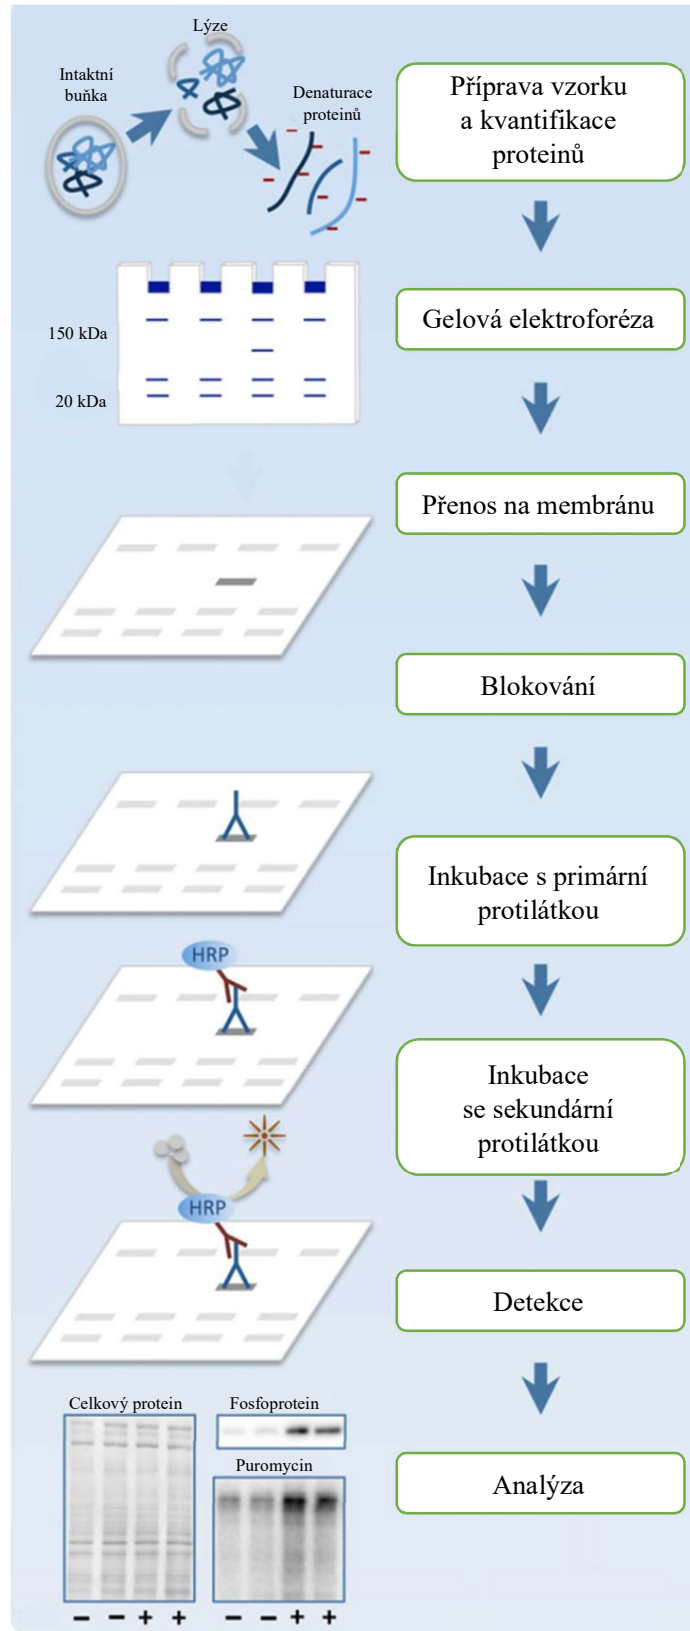 Lýze
Intaktní
buňka
Denaturace
proteinů
Příprava vzorku
a kvantifikace
proteinů
150 kDa
20 kDa
Gelová elektroforéza
Přenos na membránu
Blokování
Inkubace s primární
protilátkou
HRP
Inkubace
se sekundární
protilátkou
HRP
Detekce
Celkový protein
Fosfoprotein
Puromycin
Analýza
– – + + – – + +